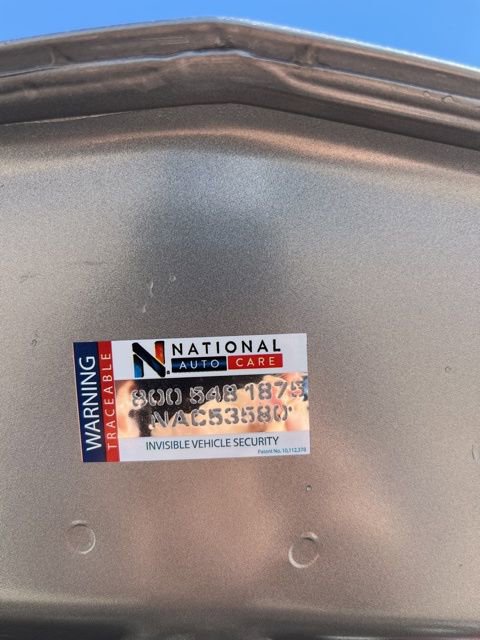 WARNING
TRACEABLE
N. NATIONAL
AUTO CARE
800 548 1875
NAC53580
INVISIBLE VEHICLE SECURITY
Patent No. 10,112,378